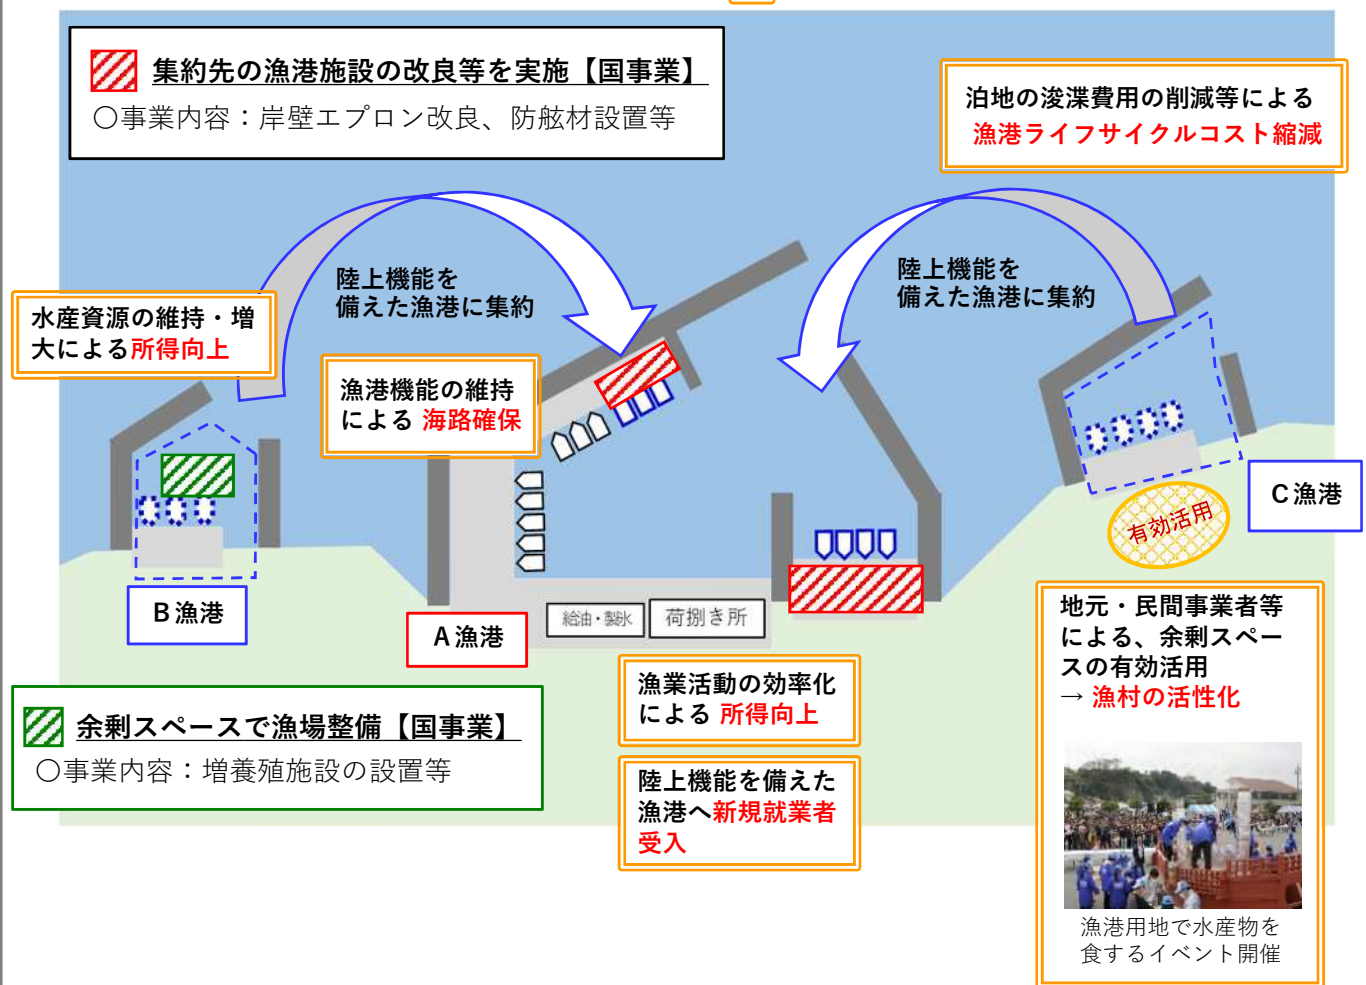 集約先の漁港施設の改良等を実施【国事業】
〇事業内容：岸壁エプロン改良、防舷材設置等
泊地の浚渫費用の削減等による
漁港ライフサイクルコスト縮減
陸上機能を
備えた漁港に集約
陸上機能を
備えた漁港に集約
水産資源の維持・増
大による所得向上
漁港機能の維持
による 海路確保
有効活用
C漁港
B漁港
A漁港
給油・製氷
荷捌き所
地元・民間事業者等
による、余剰スペー
スの有効活用
→ 漁村の活性化
漁業活動の効率化
による 所得向上
余剰スペースで漁場整備【国事業】
〇事業内容：増養殖施設の設置等
陸上機能を備えた
漁港へ新規就業者
受入
漁港用地で水産物を
食するイベント開催